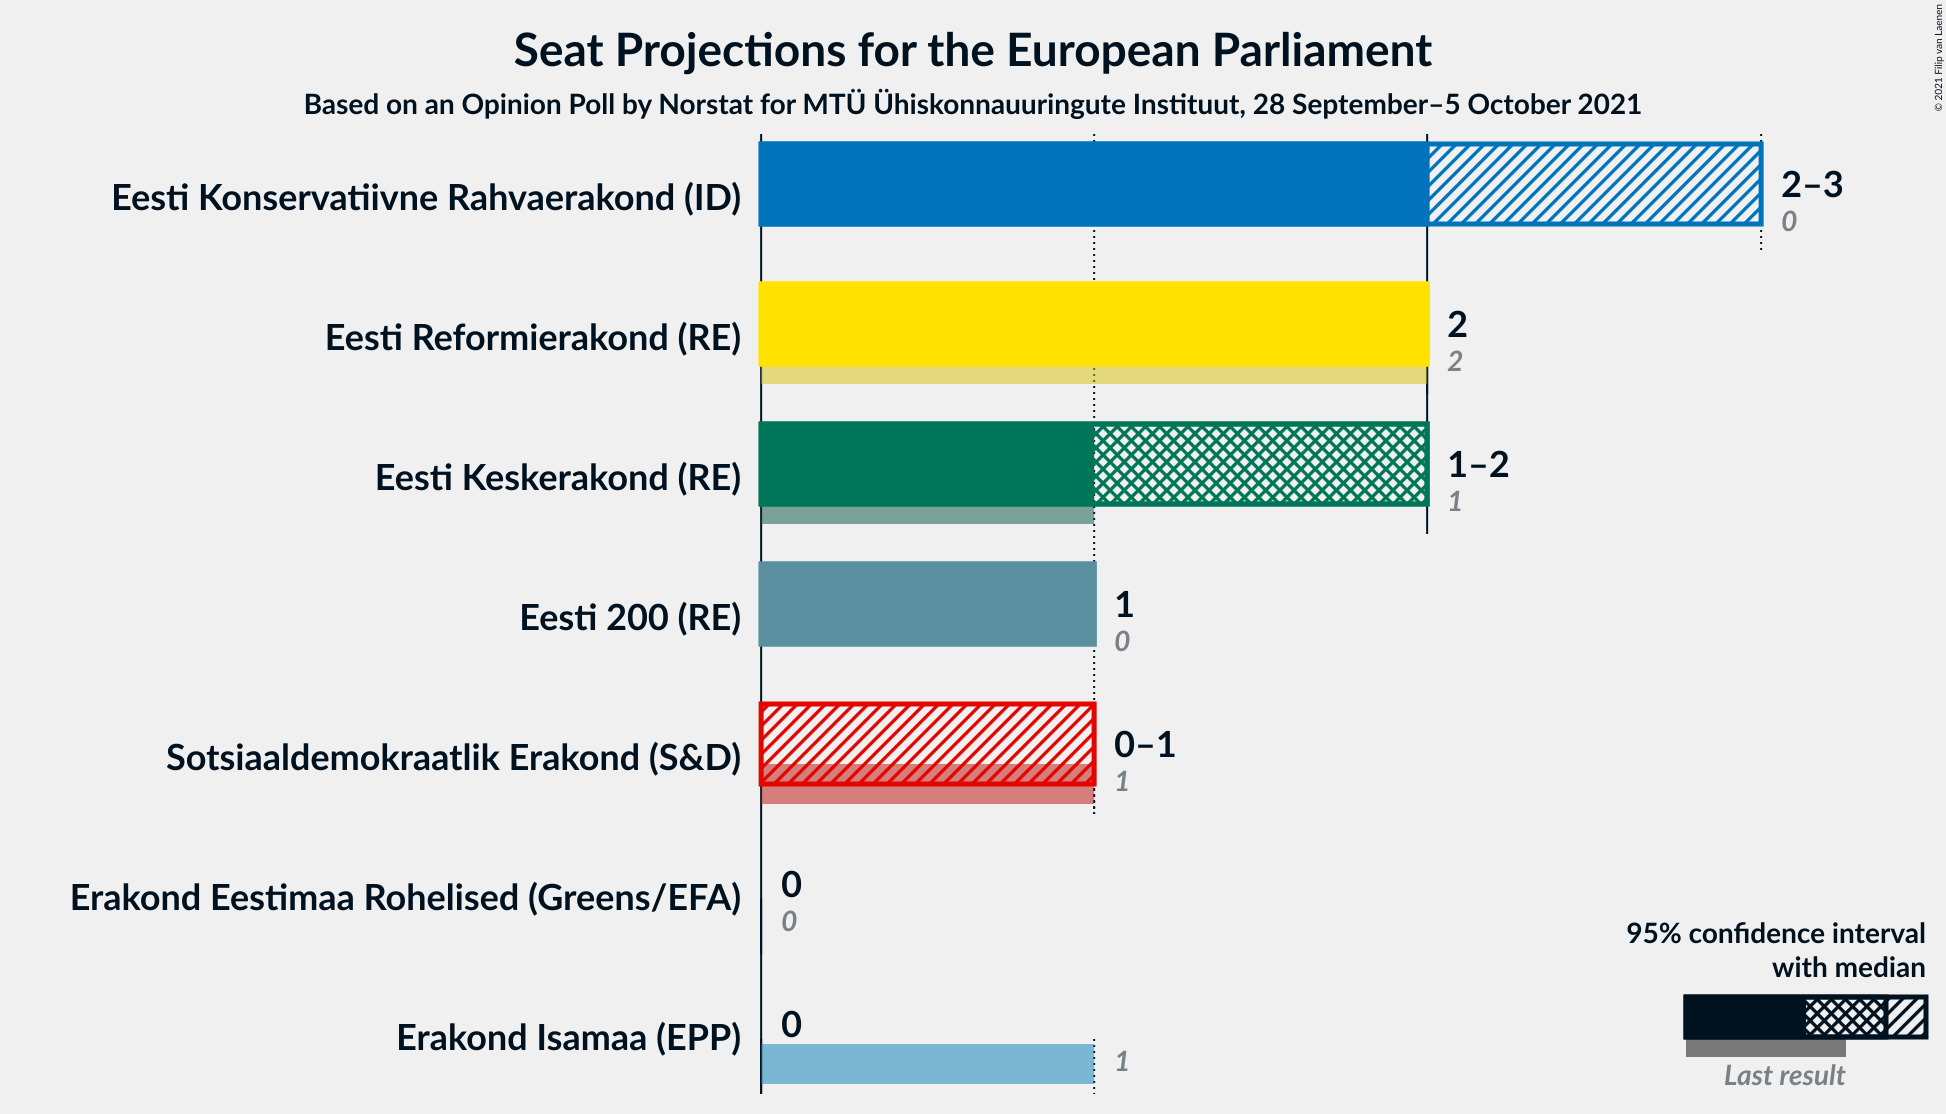 Seat Projections for the European Parliament
Based on an Opinion Poll by Norstat for MTÜ Ühiskonnauuringute Instituut, 28 September–5 October 2021
© 2021 Filip van Laenen
Eesti Konservatiivne Rahvaerakond (ID)
2–3
0
Eesti Reformierakond (RE)
2
2
Eesti Keskerakond (RE)
1–2
1
Eesti 200 (RE)
1
0
Sotsiaaldemokraatlik Erakond (S&D)
0–1
1
Erakond Eestimaa Rohelised (Greens/EFA)
0
0
Erakond Isamaa (EPP)
0
1
95% confidence interval
with median
Last result